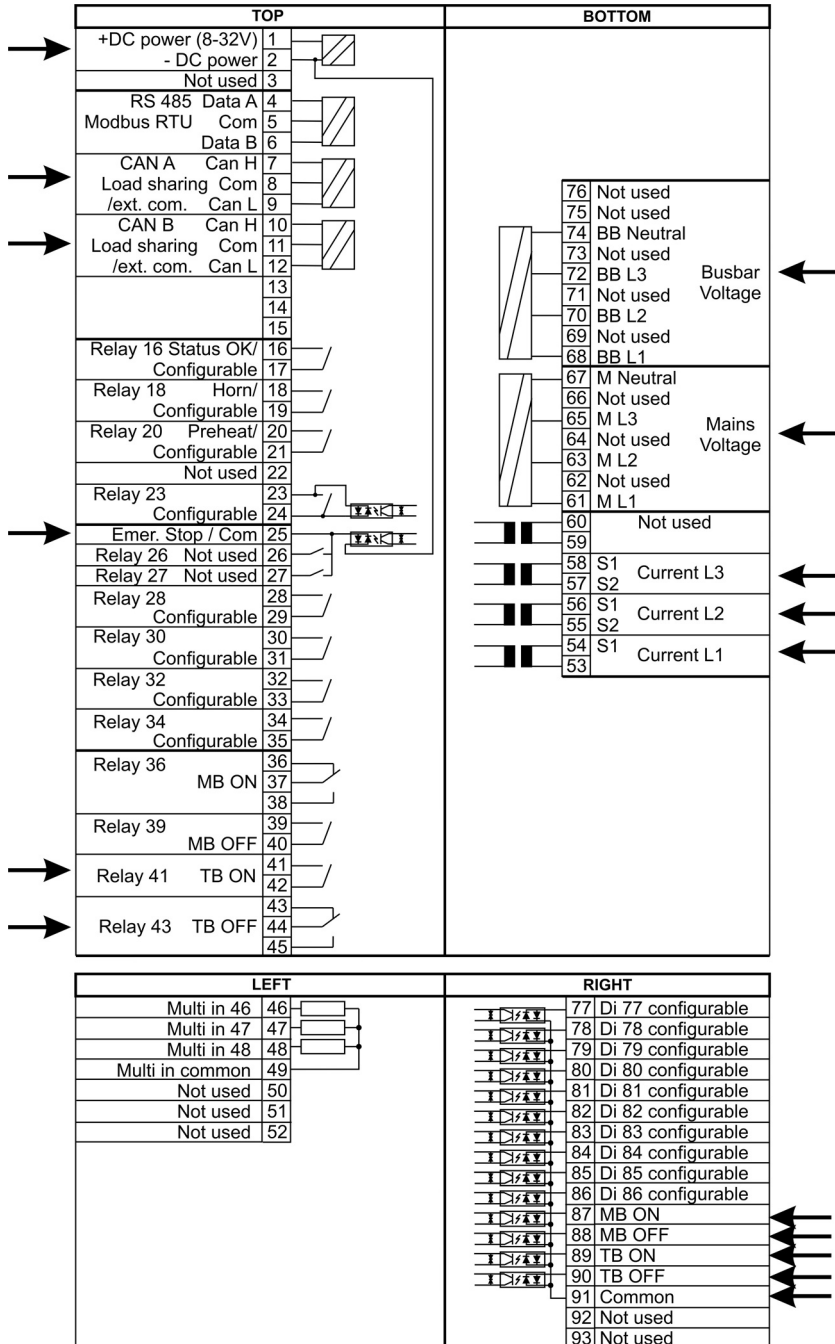 TOP
+DC power (8-32V) 1
- DC power 2
Not used 3
RS 485 Data A 4
Modbus RTU Com 5
Data B 6
CAN A Can H 7
Load sharing Com 8
/ext. com. Can L 9
CAN B Can H 10
Load sharing Com 11
/ext. com. Can L 12
13
14
15
Relay 16 Status OK/ 16
Configurable 17
Relay 18 Horn/ 18
Configurable 19
Relay 20 Preheat/ 20
Configurable 21
Not used 22
Relay 23 23
Configurable 24
Emer. Stop / Com 25
Relay 26 Not used 26
Relay 27 Not used 27
Relay 28 28
Configurable 29
Relay 30 30
Configurable 31
Relay 32 32
Configurable 33
Relay 34 34
Configurable 35
Relay 36 36
MB ON 37
38
Relay 39 39
MB OFF 40
Relay 41 TB ON 41
42
43
Relay 43 TB OFF 44
45
BOTTOM
76 Not used
75 Not used
74 BB Neutral
73 Not used
72 BB L3 Busbar
71 Not used Voltage
70 BB L2
69 Not used
68 BB L1
67 M Neutral
66 Not used
65 M L3 Mains
64 Not used Voltage
63 M L2
62 Not used
61 M L1
60 Not used
59
58 S1 Current L3
57 S2
56 S1 Current L2
55 S2
54 S1 Current L1
53
LEFT
Multi in 46 46
Multi in 47 47
Multi in 48 48
Multi in common 49
Not used 50
Not used 51
Not used 52
RIGHT
77 Di 77 configurable
78 Di 78 configurable
79 Di 79 configurable
80 Di 80 configurable
81 Di 81 configurable
82 Di 82 configurable
83 Di 83 configurable
84 Di 84 configurable
85 Di 85 configurable
86 Di 86 configurable
87 MB ON
88 MB OFF
89 TB ON
90 TB OFF
91 Common
92 Not used
93 Not used